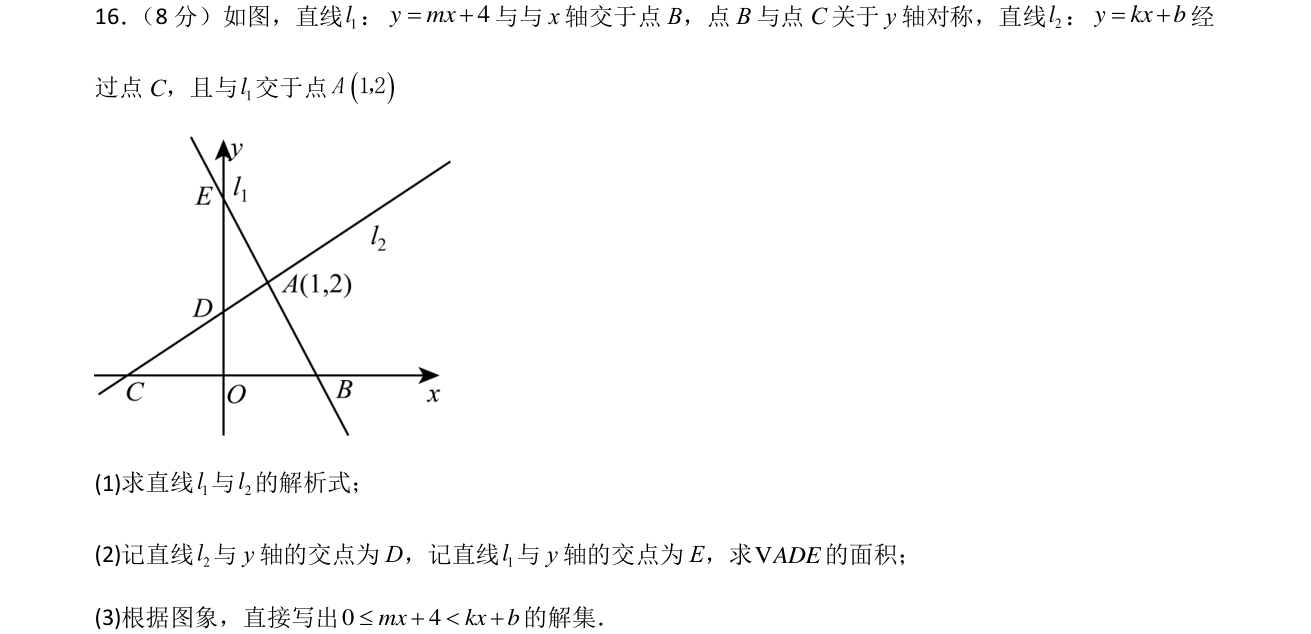 16.（8分）如图，直线l₁：y=mx+4与与x轴交于点B，点B与点C关于y轴对称，直线l₂：y=kx+b经
过点C，且与l₁交于点A(1,2)
y
E
l₁
l₂
A(1,2)
D
C
O
B
x
(1)求直线l₁与l₂的解析式；
(2)记直线l₂与y轴的交点为D，记直线l₁与y轴的交点为E，求VADE的面积；
(3)根据图象，直接写出0≤mx+4<kx+b的解集．